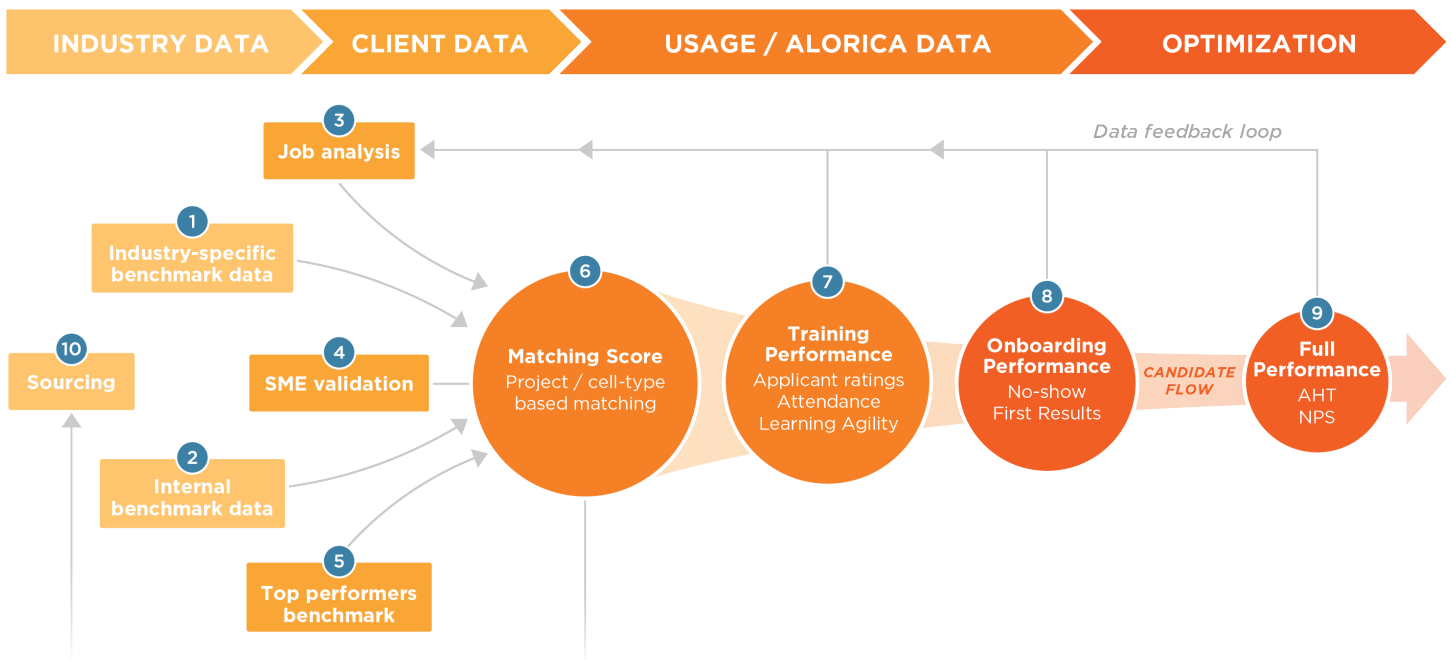 INDUSTRY DATA
CLIENT DATA
USAGE / ALORICA DATA
OPTIMIZATION
Data feedback loop
3
Job analysis
1
Industry-specific
benchmark data
10
Sourcing
4
SME validation
2
Internal
benchmark data
5
Top performers
benchmark
6
Matching Score
Project / cell-type
based matching
7
Training
Performance
Applicant ratings
Attendance
Learning Agility
8
Onboarding
Performance
No-show
First Results
CANDIDATE
FLOW
9
Full
Performance
AHT
NPS